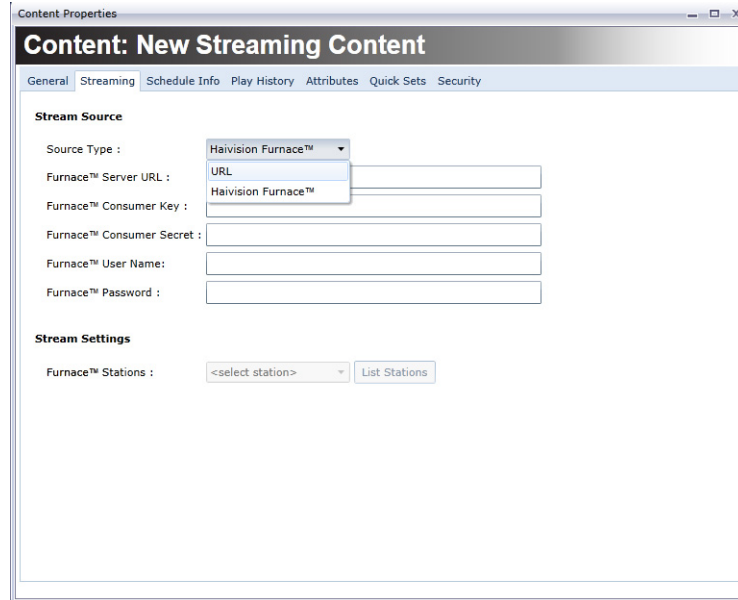 Content Properties
Content: New Streaming Content
General Streaming Schedule Info Play History Attributes Quick Sets Security
Stream Source
Source Type : Haivision Furnace™
URL
Furnace™ Server URL :
Haivision Furnace™
Furnace™ Consumer Key :
Furnace™ Consumer Secret :
Furnace™ User Name:
Furnace™ Password :
Stream Settings
Furnace™ Stations : <select station> List Stations